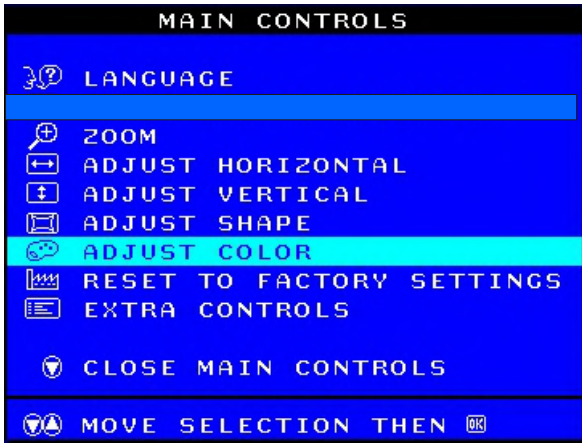 MAIN CONTROLS
LANGUAGE
ZOOM
ADJUST HORIZONTAL
ADJUST VERTICAL
ADJUST SHAPE
ADJUST COLOR
RESET TO FACTORY SETTINGS
EXTRA CONTROLS
CLOSE MAIN CONTROLS
MOVE SELECTION THEN OK